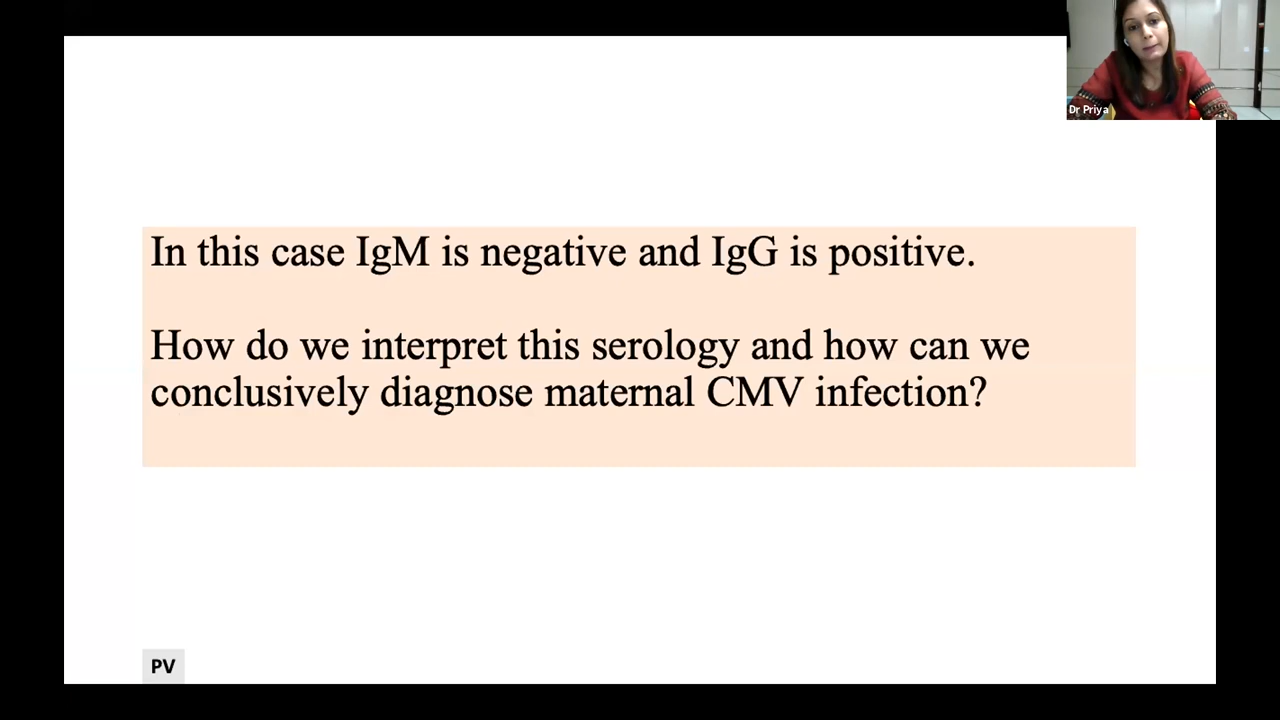 Dr Priya
In this case IgM is negative and IgG is positive.
How do we interpret this serology and how can we
conclusively diagnose maternal CMV infection?
PV